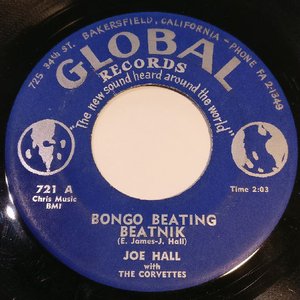 725 34th ST. BAKERSFIELD, CALIFORNIA - PHONE FA 2-1349
GLOBAL
RECORDS
"The new sound heard around the world"
721 A
Chris Music
BMI
Time 2:03
BONGO BEATING
BEATNIK
(E. James-J. Hall)
JOE HALL
with
THE CORVETTES